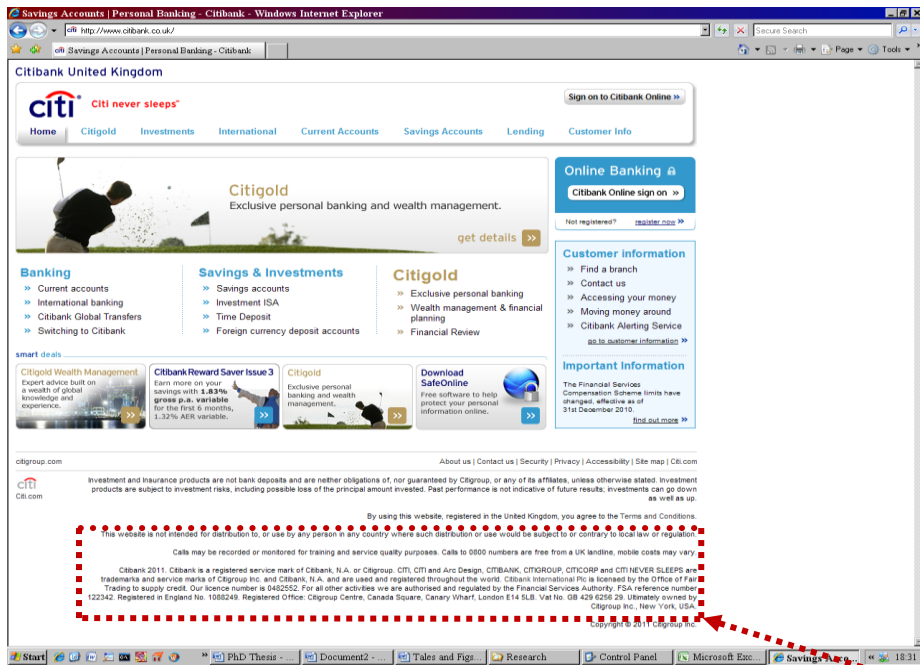 Savings Accounts | Personal Banking - Citibank - Windows Internet Explorer
citi http://www.citibank.co.uk/
Secure Search
citi Savings Accounts | Personal Banking - Citibank
Page
Tools
Citibank United Kingdom
citi
Citi never sleeps
Sign on to Citibank Online »
Home Citigold Investments International Current Accounts Savings Accounts Lending Customer Info
Citigold
Exclusive personal banking and wealth management.
get details »
Online Banking
Citibank Online sign on »
Not registered? register now »
Banking
» Current accounts
» International banking
» Citibank Global Transfers
» Switching to Citibank
Savings & Investments
» Savings accounts
» Investment ISA
» Time Deposit
» Foreign currency deposit accounts
Citigold
» Exclusive personal banking
» Wealth management & financial
planning
» Financial Review
Customer information
» Find a branch
» Contact us
» Accessing your money
» Moving money around
» Citibank Alerting Service
go to customer information »
Important Information
The Financial Services
Compensation Scheme limits have
changed, effective as of
31st December 2010.
find out more »
smart deals
Citigold Wealth Management
Expert advice built on
a wealth of global
knowledge and
experience.
»
Citibank Reward Saver Issue 3
Earn more on your
savings with 1.83%
gross p.a. variable
for the first 6 months,
1.32% AER variable.
»
Citigold
Exclusive personal
banking and wealth
management.
»
Download
SafeOnline
Free software to help
protect your personal
information online.
»
citigroup.com
About us | Contact us | Security | Privacy | Accessibility | Site map | Citi.com
citi
Citi.com
Investment and Insurance products are not bank deposits and are neither obligations of, nor guaranteed by Citigroup, or any of its affiliates, unless otherwise stated. Investment
products are subject to investment risks, including possible loss of the principal amount invested. Past performance is not indicative of future results; investments can go down
as well as up.
By using this website, registered in the United Kingdom, you agree to the Terms and Conditions.
This website is not intended for distribution to, or use by any person in any country where such distribution or use would be subject to or contrary to local law or regulation.
Calls may be recorded or monitored for training and service quality purposes. Calls to 0800 numbers are free from a UK landline, mobile costs may vary.
Citibank 2011. Citibank is a registered service mark of Citibank, N.A. or Citigroup. CITI, CITI and Arc Design, CITIBANK, CITIGROUP, CITICORP and CITI NEVER SLEEPS are
trademarks and service marks of Citigroup Inc. and Citibank, N.A. and are used and registered throughout the world. Citibank International Plc is licensed by the Office of Fair
Trading to supply credit. Our licence number is 0482552. For all other activities we are authorised and regulated by the Financial Services Authority. FSA reference number
122342. Registered in England No. 1088249. Registered Office: Citigroup Centre, Canada Square, Canary Wharf, London E14 5LB. Vat No. GB 429 6256 29. Ultimately owned by
Citigroup Inc., New York, USA.
Copyright © 2011 Citigroup Inc.
Start
PhD Thesis - ...
Document2 - ...
Tales and Figs...
Research
Control Panel
Microsoft Exc...
Savings Acco...
18:31